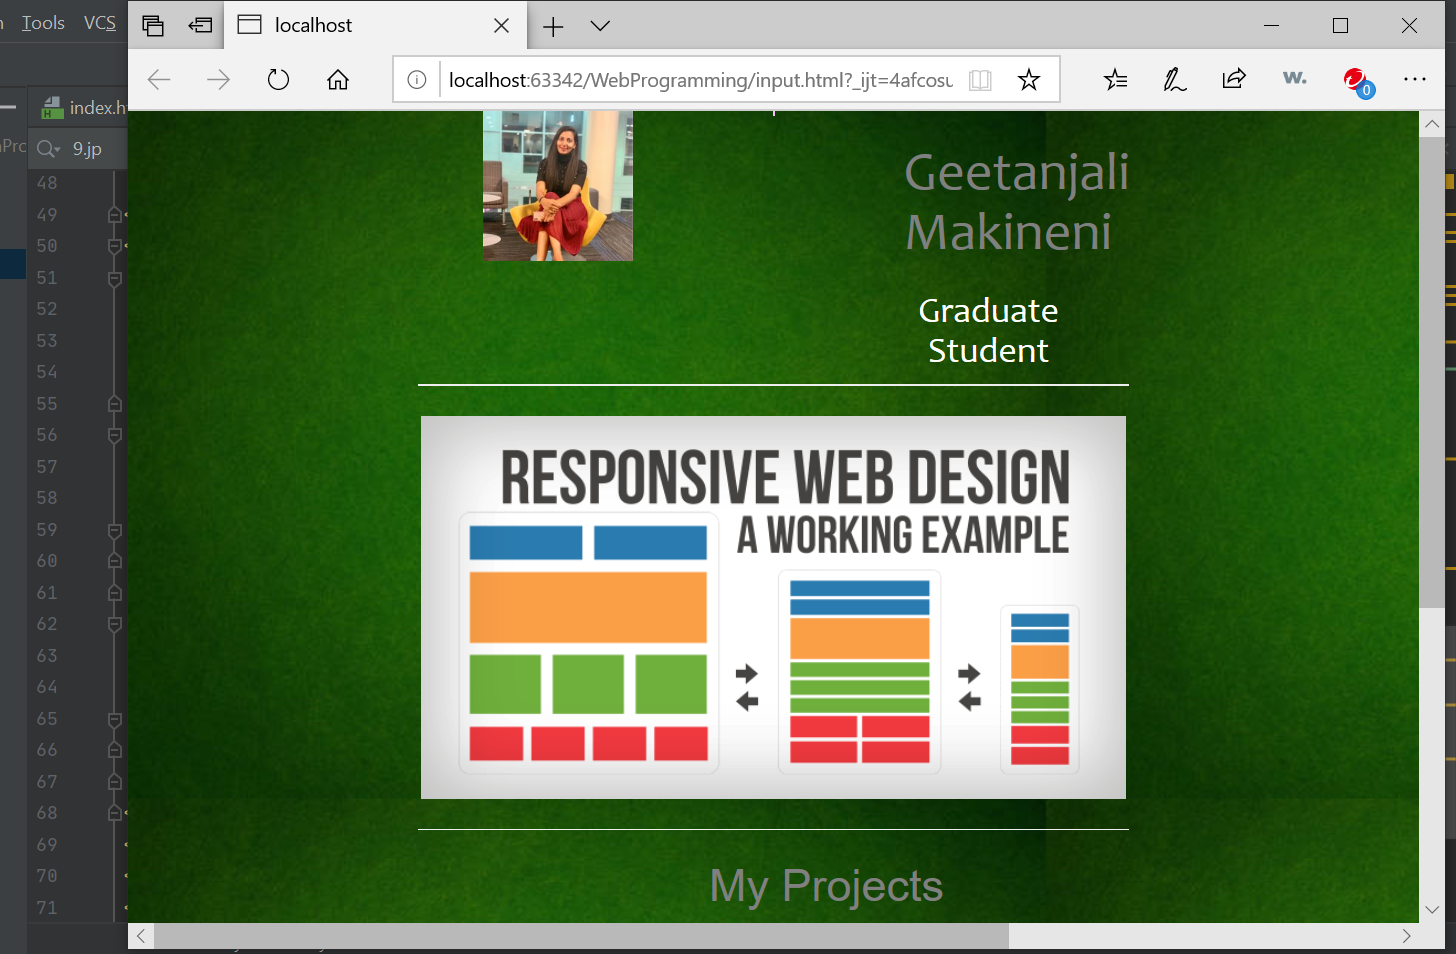 Tools VCS
localhost
localhost:63342/WebProgramming/input.html?_ijt=4afcosu
0
index.h
9.jp
48
49
50
51
52
53
54
55
56
57
58
59
60
61
62
63
64
65
66
67
68
69
70
71
Geetanjali
Makineni
Graduate
Student
RESPONSIVE WEB DESIGN
A WORKING EXAMPLE
My Projects